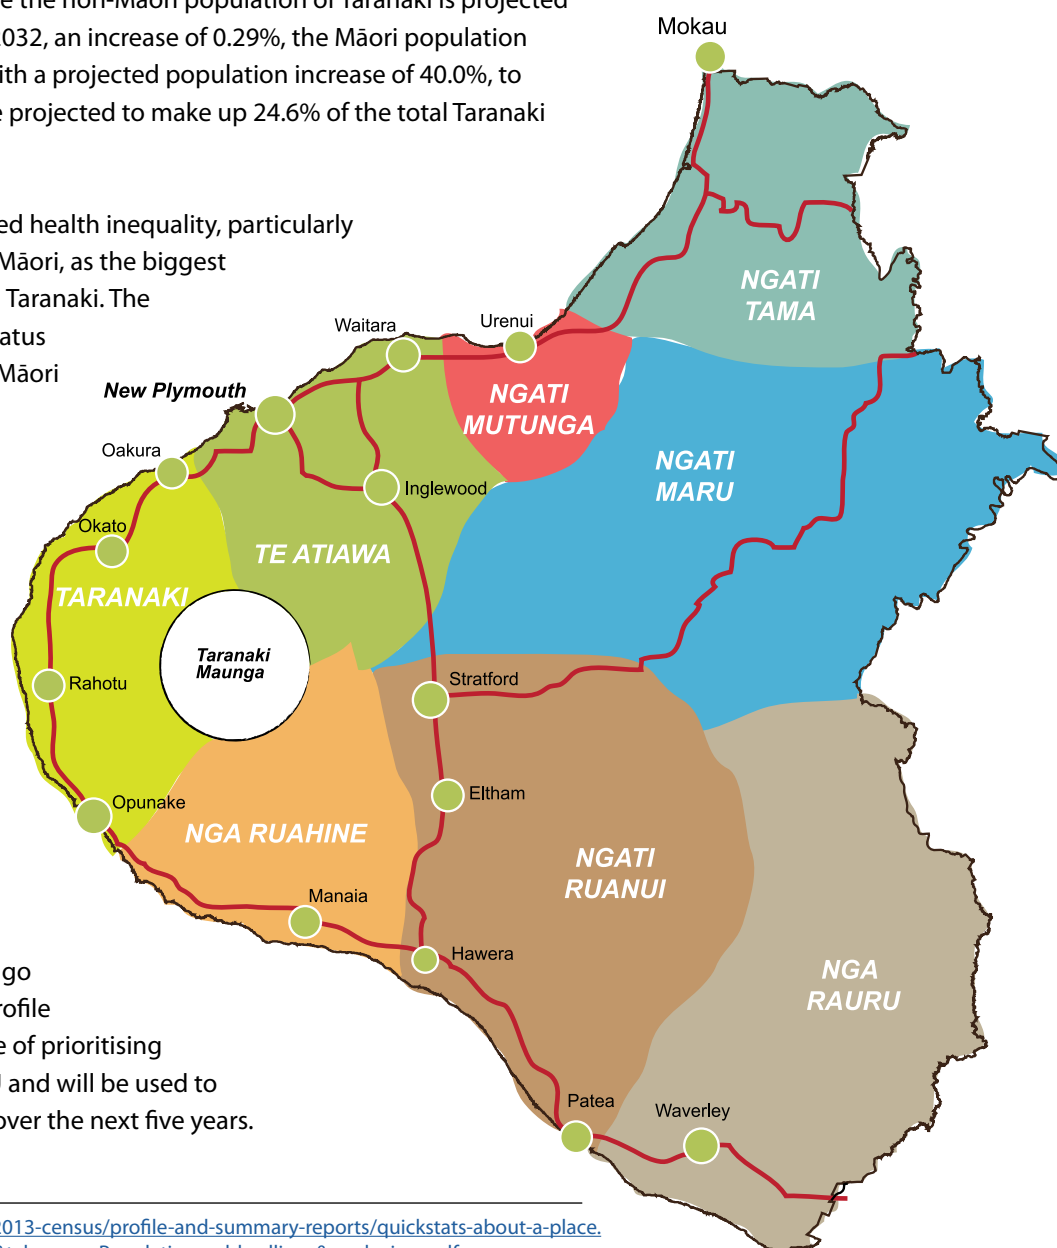 e the non-Māori population of Taranaki is projected
2032, an increase of 0.29%, the Māori population
ith a projected population increase of 40.0%, to
e projected to make up 24.6% of the total Taranaki
ed health inequality, particularly
Māori, as the biggest
Taranaki. The
atus
Māori
go
rofile
e of prioritising
and will be used to
over the next five years.
Mokau
NGATI
TAMA
Waitara
Urenui
New Plymouth
NGATI
MUTUNGA
Oakura
NGATI
MARU
Inglewood
Okato
TE ATIAWA
TARANAKI
Taranaki
Maunga
Rahotu
Stratford
Opunake
Eltham
NGA RUAHINE
NGATI
RUANUI
Manaia
Hawera
NGA
RAURU
Patea
Waverley
2013-census/profile-and-summary-reports/quickstats-about-a-place.